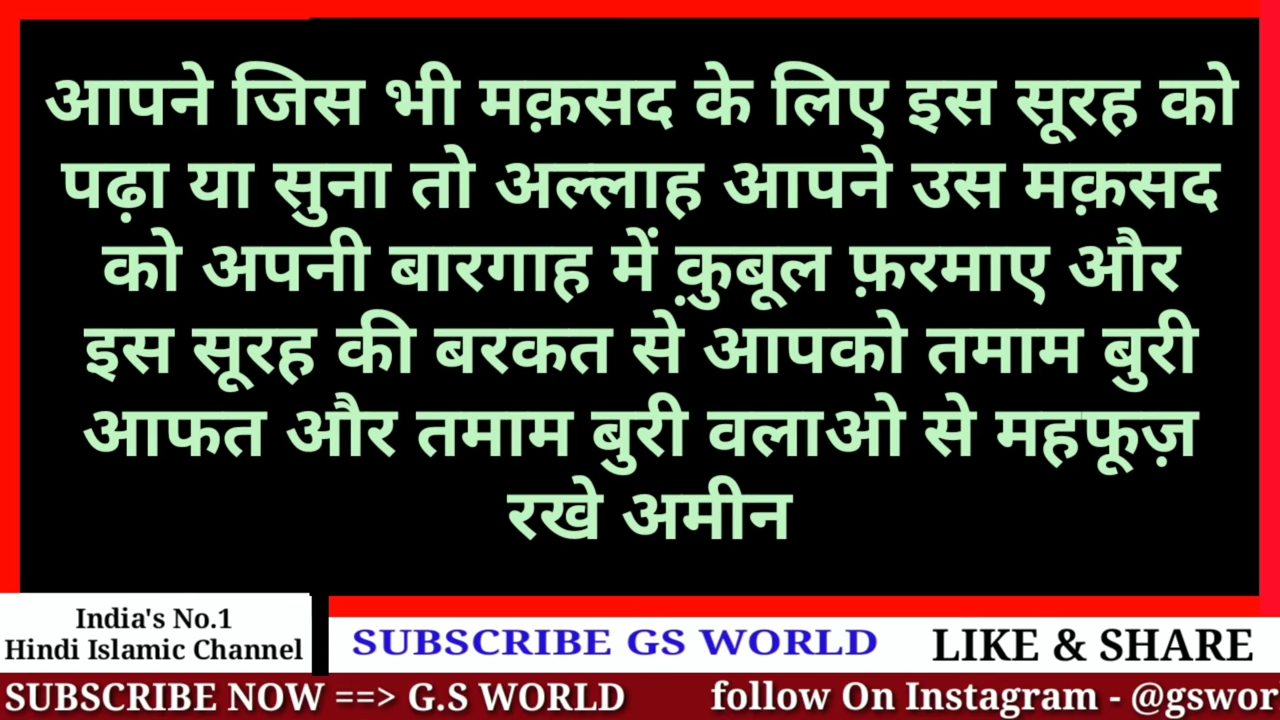 आपने जिस भी मक़सद के लिए इस सूरह को
पढ़ा या सुना तो अल्लाह आपने उस मक़सद
को अपनी बारगाह में क़ुबूल फ़रमाए और
इस सूरह की बरकत से आपको तमाम बुरी
आफत और तमाम बुरी वलाओ से महफूज़
रखे अमीन
India's No.1
Hindi Islamic Channel
SUBSCRIBE GS WORLD LIKE & SHARE
SUBSCRIBE NOW ==> G.S WORLD follow On Instagram - @gswor